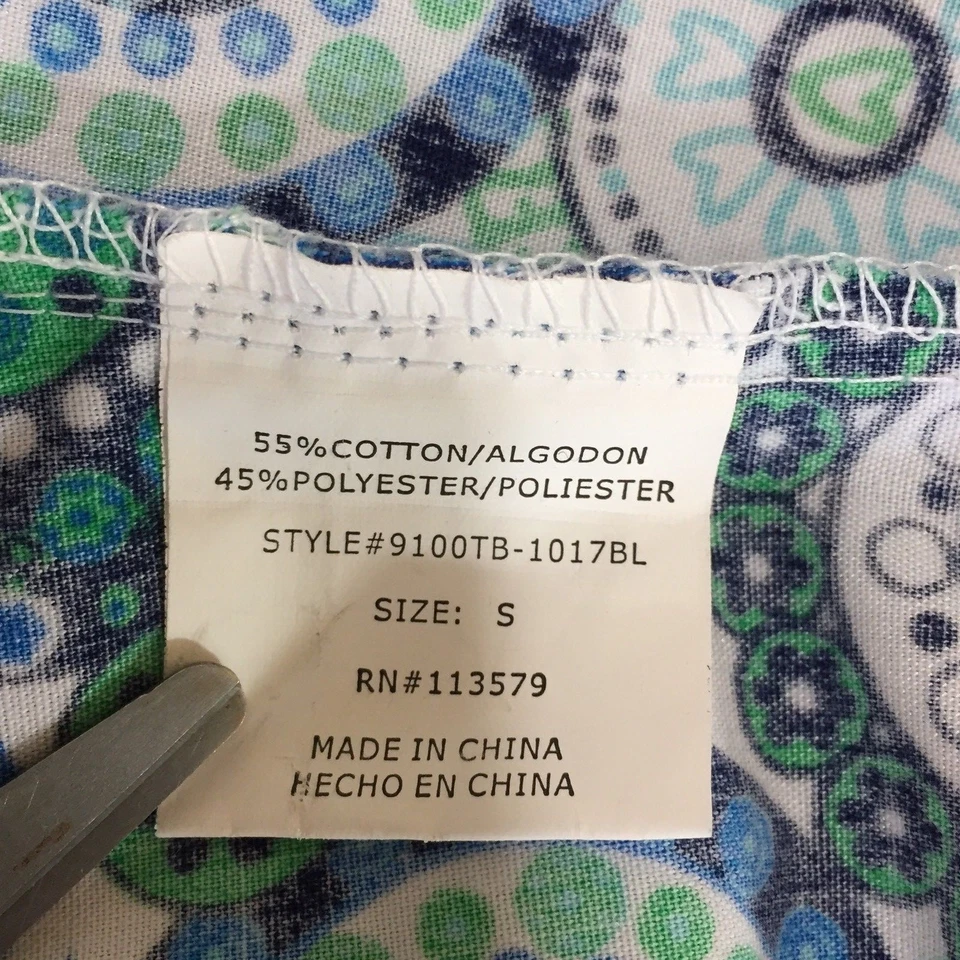 55%COTTON/ALGODON
45%POLYESTER/POLIESTER
STYLE#9100TB-1017BL
SIZE: S
RN#113579
MADE IN CHINA
HECHO EN CHINA